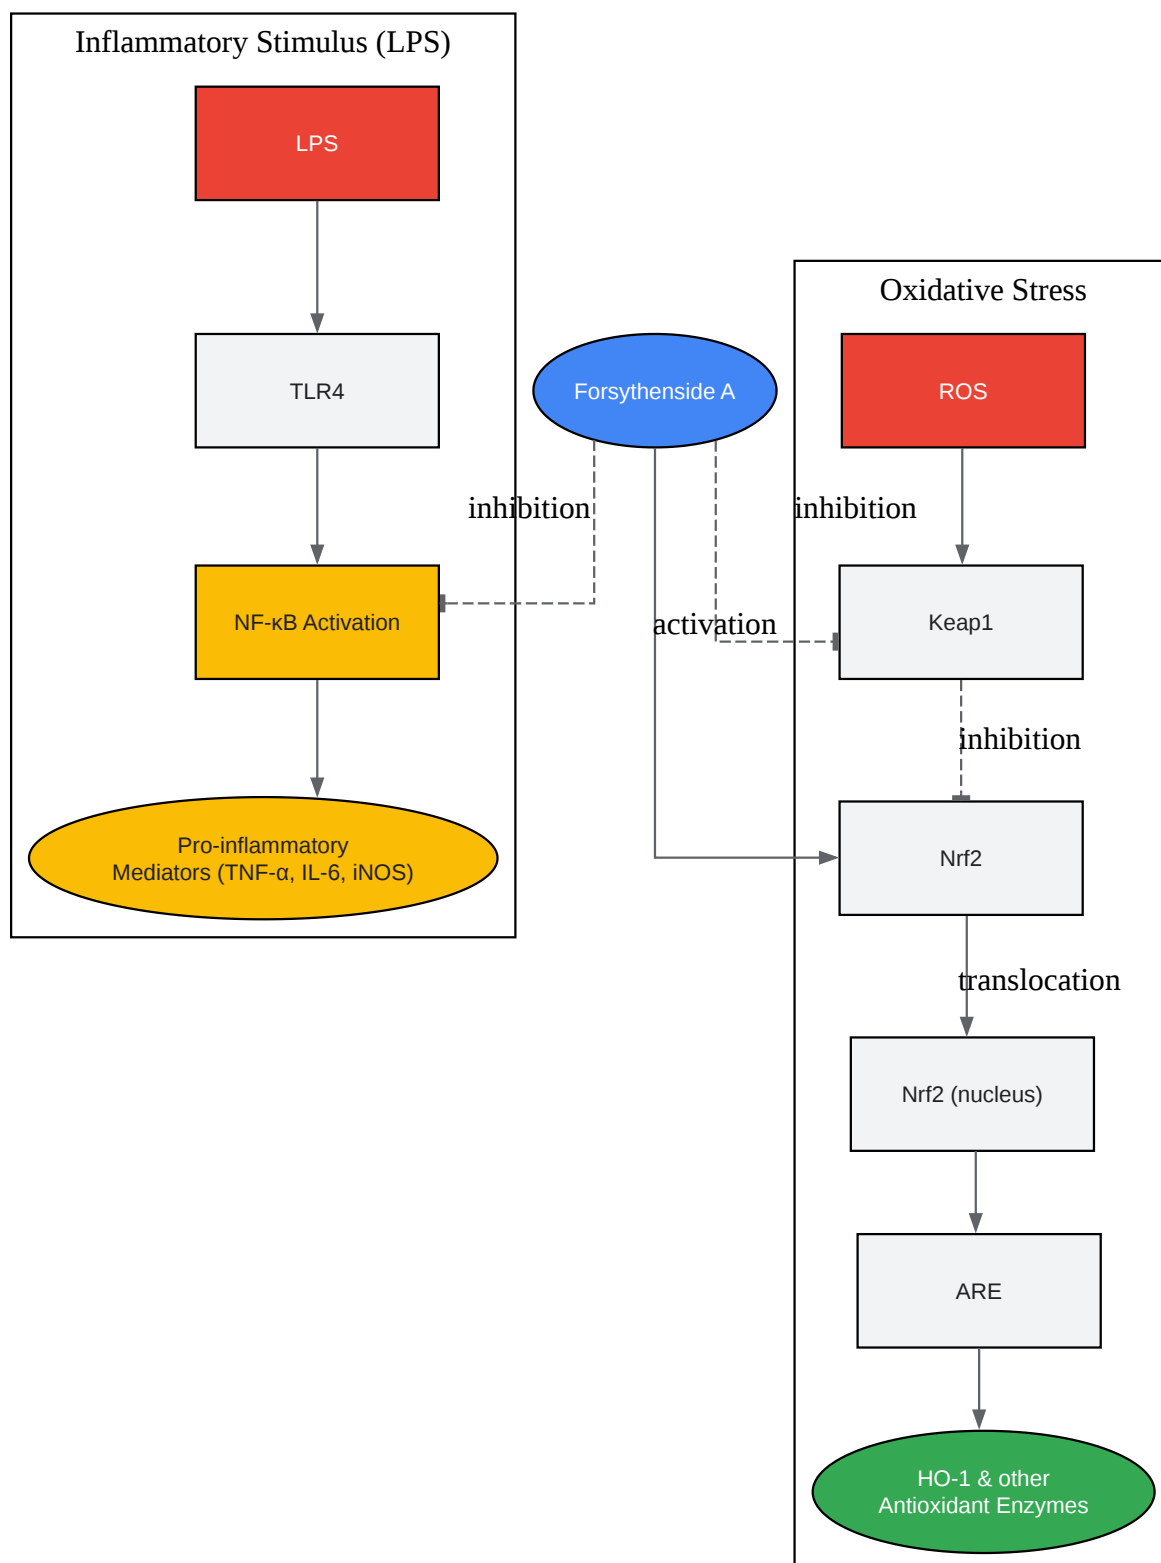 Inflammatory Stimulus (LPS)
LPS
Oxidative Stress
TLR4
Forsythenside A
ROS
inhibition
inhibition
NF-κB Activation
activation
Keap1
inhibition
Pro-inflammatory
Mediators (TNF-α, IL-6, iNOS)
Nrf2
translocation
Nrf2 (nucleus)
ARE
HO-1 & other
Antioxidant Enzymes